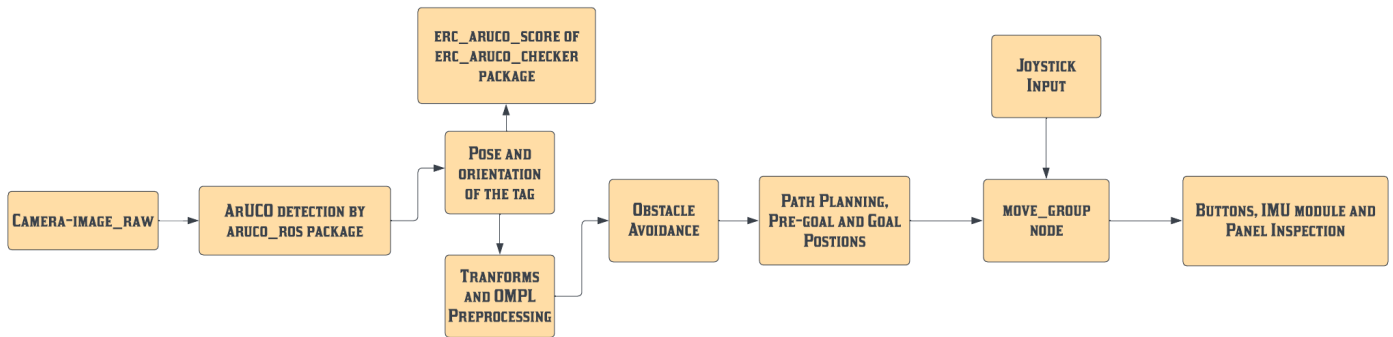 ERC_ARUCO_SCORE OF
ERC_ARUCO_CHECKER
PACKAGE
JOYSTICK
INPUT
POSE AND
ORIENTATION
OF THE TAG
CAMERA-IMAGE_RAW
ARUCO DETECTION BY
ARUCO_ROS PACKAGE
OBSTACLE
AVOIDANCE
PATH PLANNING,
PRE-GOAL AND GOAL
POSTIONS
MOVE_GROUP
NODE
BUTTONS, IMU MODULE AND
PANEL INSPECTION
TRANFORMS
AND OMPL
PREPROCESSING